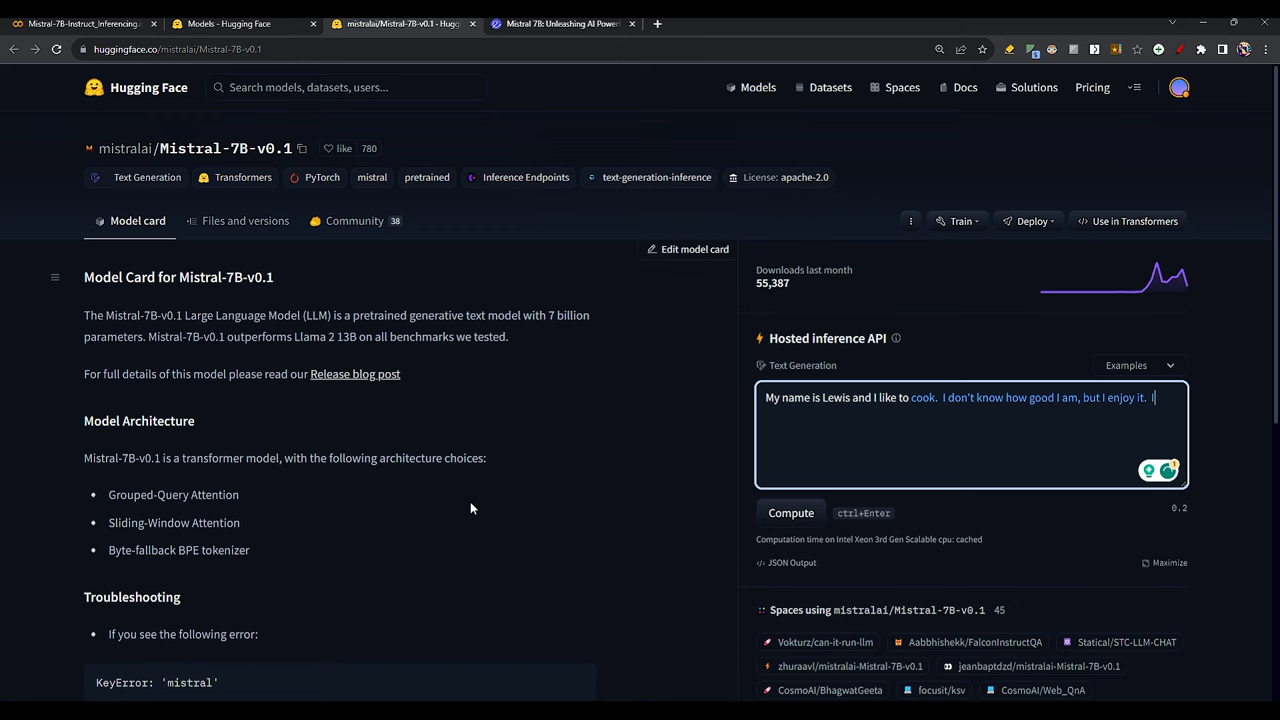 Mistral-7B-Instruct_Inferencing.
Models - Hugging Face
mistralai/Mistral-7B-v0.1 · Hugg
Mistral 7B: Unleashing AI Power
huggingface.co/mistralai/Mistral-7B-v0.1
Hugging Face
Search models, datasets, users...
Models
Datasets
Spaces
Docs
Solutions
Pricing
mistralai/Mistral-7B-v0.1
like 780
Text Generation
Transformers
PyTorch
mistral
pretrained
Inference Endpoints
text-generation-inference
License: apache-2.0
Model card
Files and versions
Community 38
Train
Deploy
Use in Transformers
Edit model card
Model Card for Mistral-7B-v0.1
The Mistral-7B-v0.1 Large Language Model (LLM) is a pretrained generative text model with 7 billion
parameters. Mistral-7B-v0.1 outperforms Llama 2 13B on all benchmarks we tested.
For full details of this model please read our Release blog post
Model Architecture
Mistral-7B-v0.1 is a transformer model, with the following architecture choices:
• Grouped-Query Attention
• Sliding-Window Attention
• Byte-fallback BPE tokenizer
Troubleshooting
• If you see the following error:
KeyError: 'mistral'
Downloads last month
55,387
Hosted inference API
Text Generation
Examples
My name is Lewis and I like to cook. I don't know how good I am, but I enjoy it. I
1
Compute
ctrl+Enter
0.2
Computation time on Intel Xeon 3rd Gen Scalable cpu: cached
</> JSON Output
Maximize
Spaces using mistralai/Mistral-7B-v0.1 45
Vokturz/can-it-run-llm
Aabbhishekk/FalconInstructQA
Statical/STC-LLM-CHAT
zhuraavl/mistralai-Mistral-7B-v0.1
jeanbaptdzd/mistralai-Mistral-7B-v0.1
CosmoAI/BhagwatGeeta
focusit/ksv
CosmoAI/Web_QnA